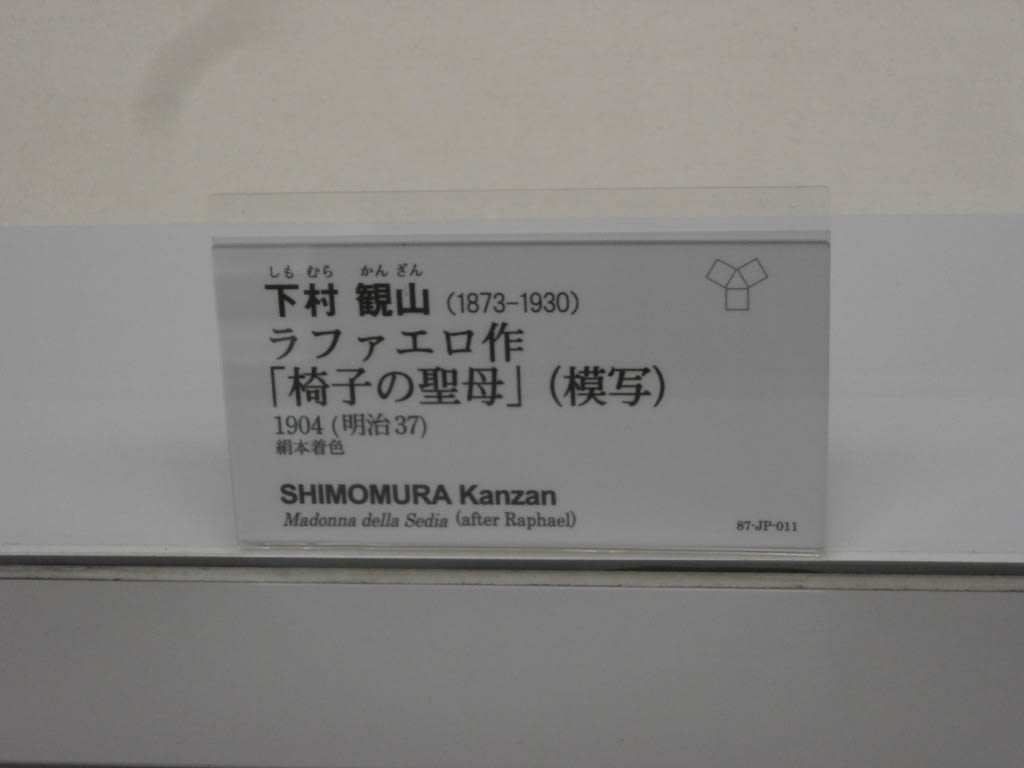 しも むら かん ざん
下村 観山 (1873-1930)
ラファエロ作
「椅子の聖母」(模写)
1904 (明治37)
絹本着色
SHIMOMURA Kanzan
Madonna della Sedia (after Raphael)
87-JP-011